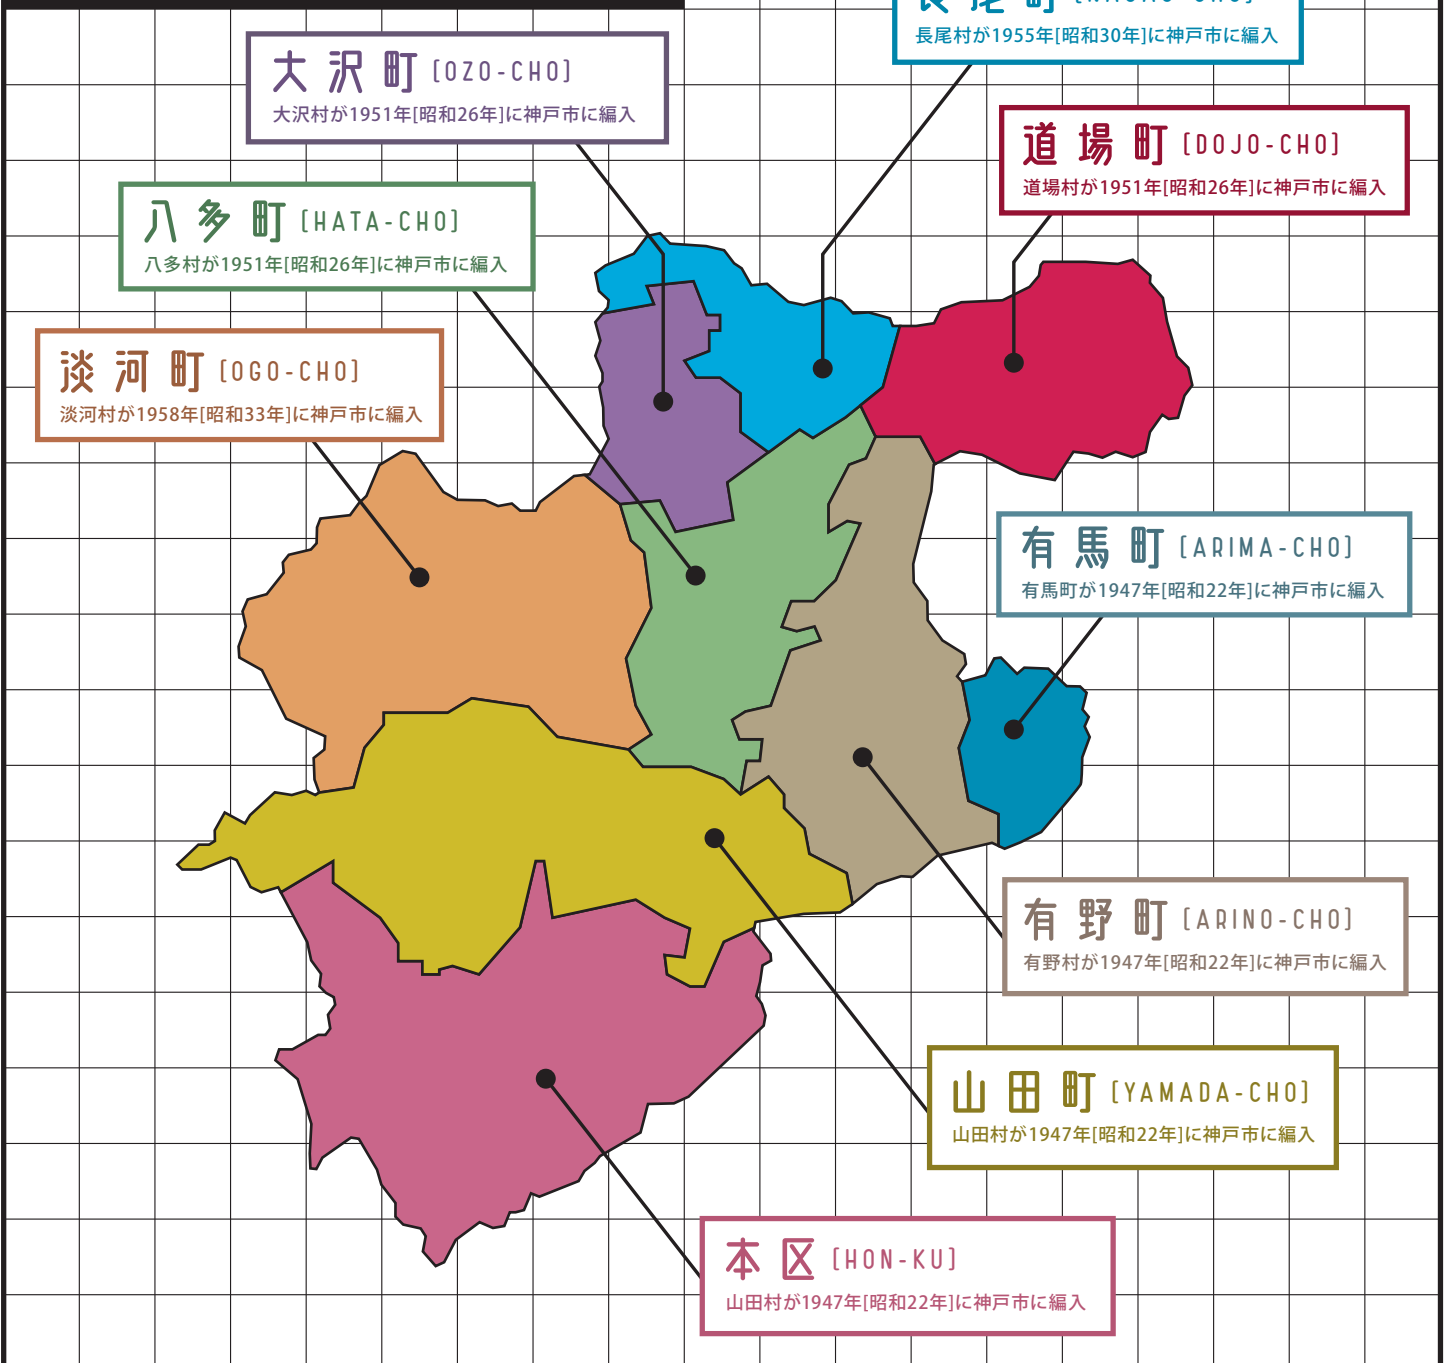 長尾村が1955年[昭和30年]に神戸市に編入
大沢町 [OZO-CHO]
大沢村が1951年[昭和26年]に神戸市に編入
道場町 [DOJO-CHO]
道場村が1951年[昭和26年]に神戸市に編入
八多町 [HATA-CHO]
八多村が1951年[昭和26年]に神戸市に編入
淡河町 [OGO-CHO]
淡河村が1958年[昭和33年]に神戸市に編入
有馬町 [ARIMA-CHO]
有馬町が1947年[昭和22年]に神戸市に編入
有野町 [ARINO-CHO]
有野村が1947年[昭和22年]に神戸市に編入
山田町 [YAMADA-CHO]
山田村が1947年[昭和22年]に神戸市に編入
本区 [HON-KU]
山田村が1947年[昭和22年]に神戸市に編入